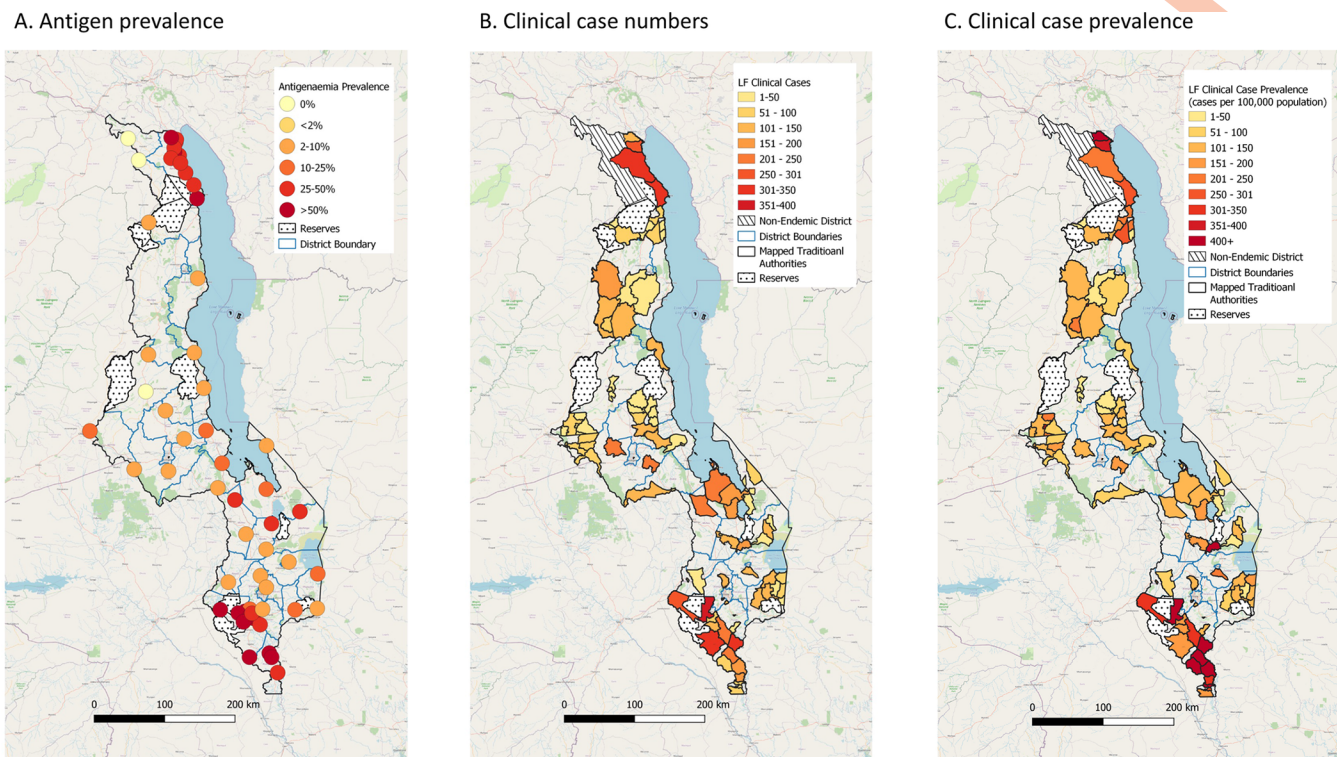 A. Antigen prevalence
Antigenaemia Prevalence
0%
<2%
2-10%
10-25%
25-50%
>50%
Reserves
District Boundary
0 100 200 km
B. Clinical case numbers
LF Clinical Cases
1-50
51 - 100
101 - 150
151 - 200
201 - 250
250 - 301
301-350
351-400
Non-Endemic District
District Boundaries
Mapped Traditioanl
Authorities
Reserves
0 100 200 km
C. Clinical case prevalence
LF Clinical Case Prevalence
(cases per 100,000 population)
1-50
51 - 100
101 - 150
151 - 200
201 - 250
250 - 301
301-350
351-400
400+
Non-Endemic District
District Boundaries
Mapped Traditioanl
Authorities
Reserves
0 100 200 km